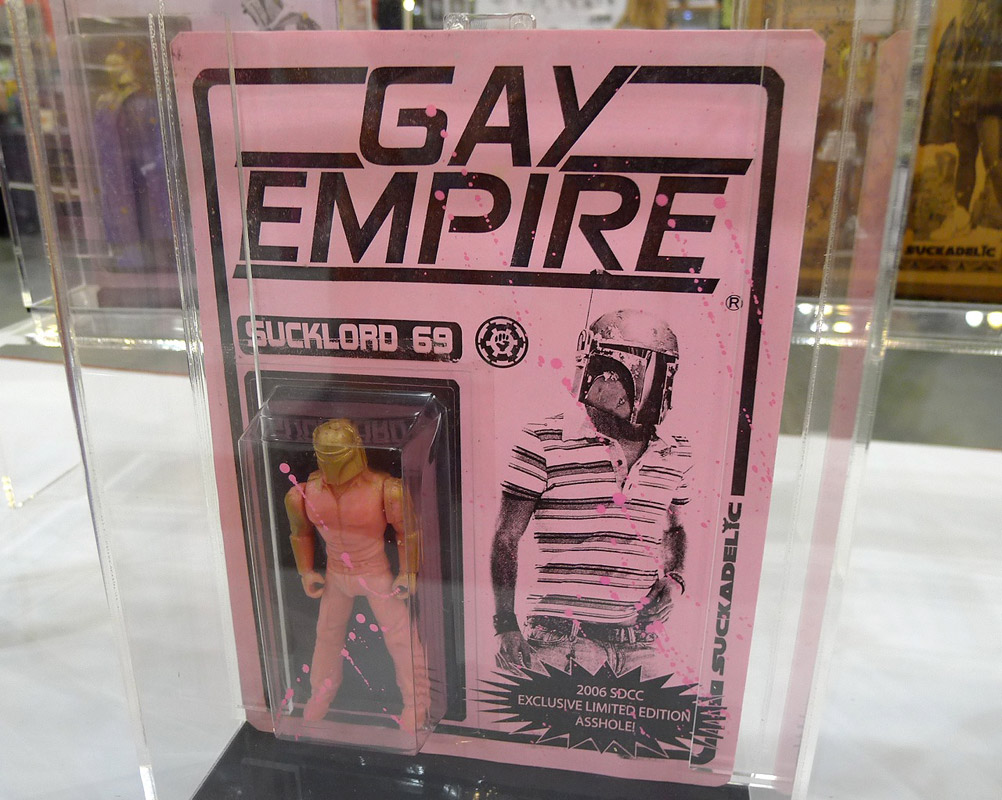 GAY
EMPIRE
®
SUCKLORD 69
SUCKADELIC
2006 SDCC
EXCLUSIVE LIMITED EDITION
ASSHOLE!
SUCKADELIC